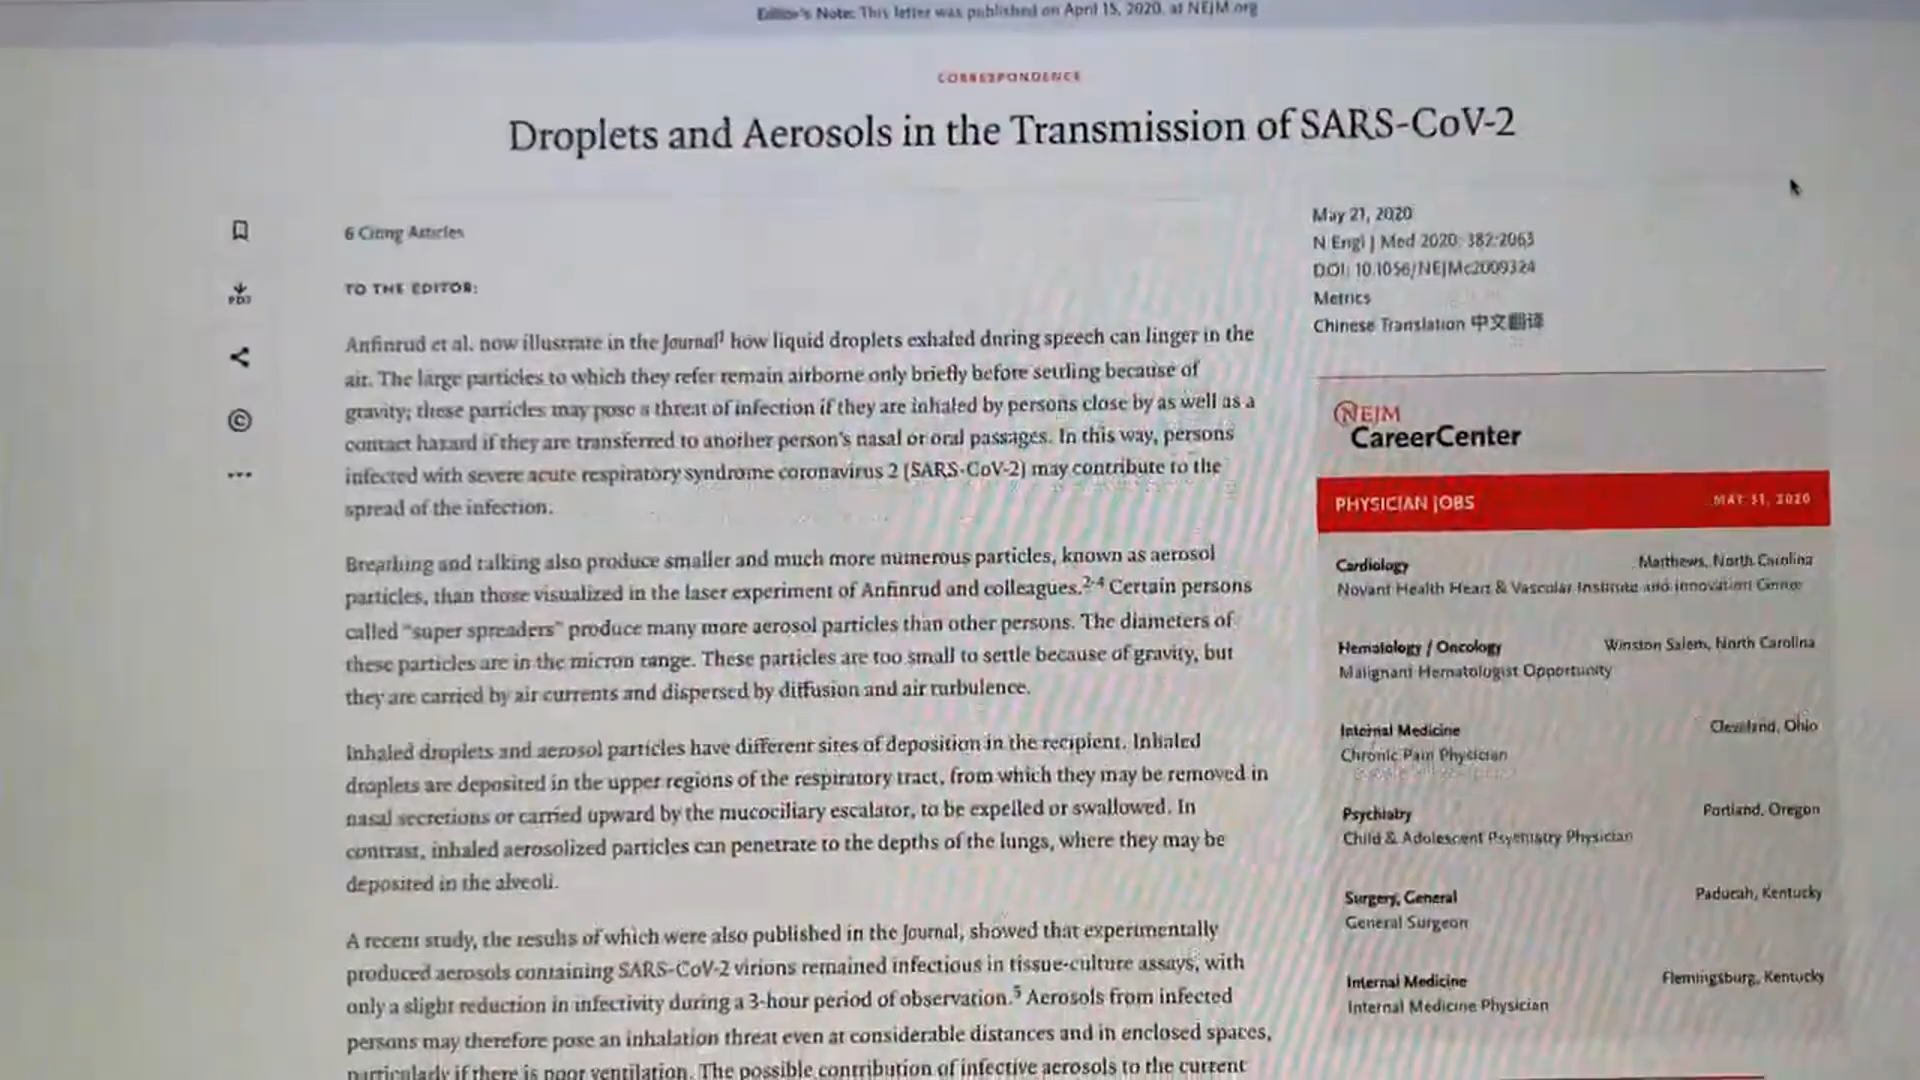 Editor's Note: This letter was published on April 15, 2020, at NEJM.org
CORRESPONDENCE
Droplets and Aerosols in the Transmission of SARS-CoV-2
6 Citing Articles
TO THE EDITOR:
Anfinrud et al. now illustrate in the Journal1 how liquid droplets exhaled during speech can linger in the
air. The large particles to which they refer remain airborne only briefly before settling because of
gravity; these particles may pose a threat of infection if they are inhaled by persons close by as well as a
contact hazard if they are transferred to another person's nasal or oral passages. In this way, persons
infected with severe acute respiratory syndrome coronavirus 2 (SARS-CoV-2) may contribute to the
spread of the infection.
Breathing and talking also produce smaller and much more numerous particles, known as aerosol
particles, than those visualized in the laser experiment of Anfinrud and colleagues.2-4 Certain persons
called "super spreaders" produce many more aerosol particles than other persons. The diameters of
these particles are in the micron range. These particles are too small to settle because of gravity, but
they are carried by air currents and dispersed by diffusion and air turbulence.
Inhaled droplets and aerosol particles have different sites of deposition in the recipient. Inhaled
droplets are deposited in the upper regions of the respiratory tract, from which they may be removed in
nasal secretions or carried upward by the mucociliary escalator, to be expelled or swallowed. In
contrast, inhaled aerosolized particles can penetrate to the depths of the lungs, where they may be
deposited in the alveoli.
A recent study, the results of which were also published in the Journal, showed that experimentally
produced aerosols containing SARS-CoV-2 virions remained infectious in tissue-culture assays, with
only a slight reduction in infectivity during a 3-hour period of observation.5 Aerosols from infected
persons may therefore pose an inhalation threat even at considerable distances and in enclosed spaces,
particularly if there is poor ventilation. The possible contribution of infective aerosols to the current
PDF
May 21, 2020
N Engl J Med 2020; 382:2063
DOI: 10.1056/NEJMc2009324
Metrics
Chinese Translation 中文翻译
NEJM
CareerCenter
PHYSICIAN JOBS MAY 31, 2020
Cardiology Matthews, North Carolina
Novant Health Heart & Vascular Institute and Innovation Center
Hematology / Oncology Winston Salem, North Carolina
Malignant Hematologist Opportunity
Internal Medicine Cleveland, Ohio
Chronic Pain Physician
Psychiatry Portland, Oregon
Child & Adolescent Psychiatry Physician
Surgery, General Paducah, Kentucky
General Surgeon
Internal Medicine Flemingsburg, Kentucky
Internal Medicine Physician